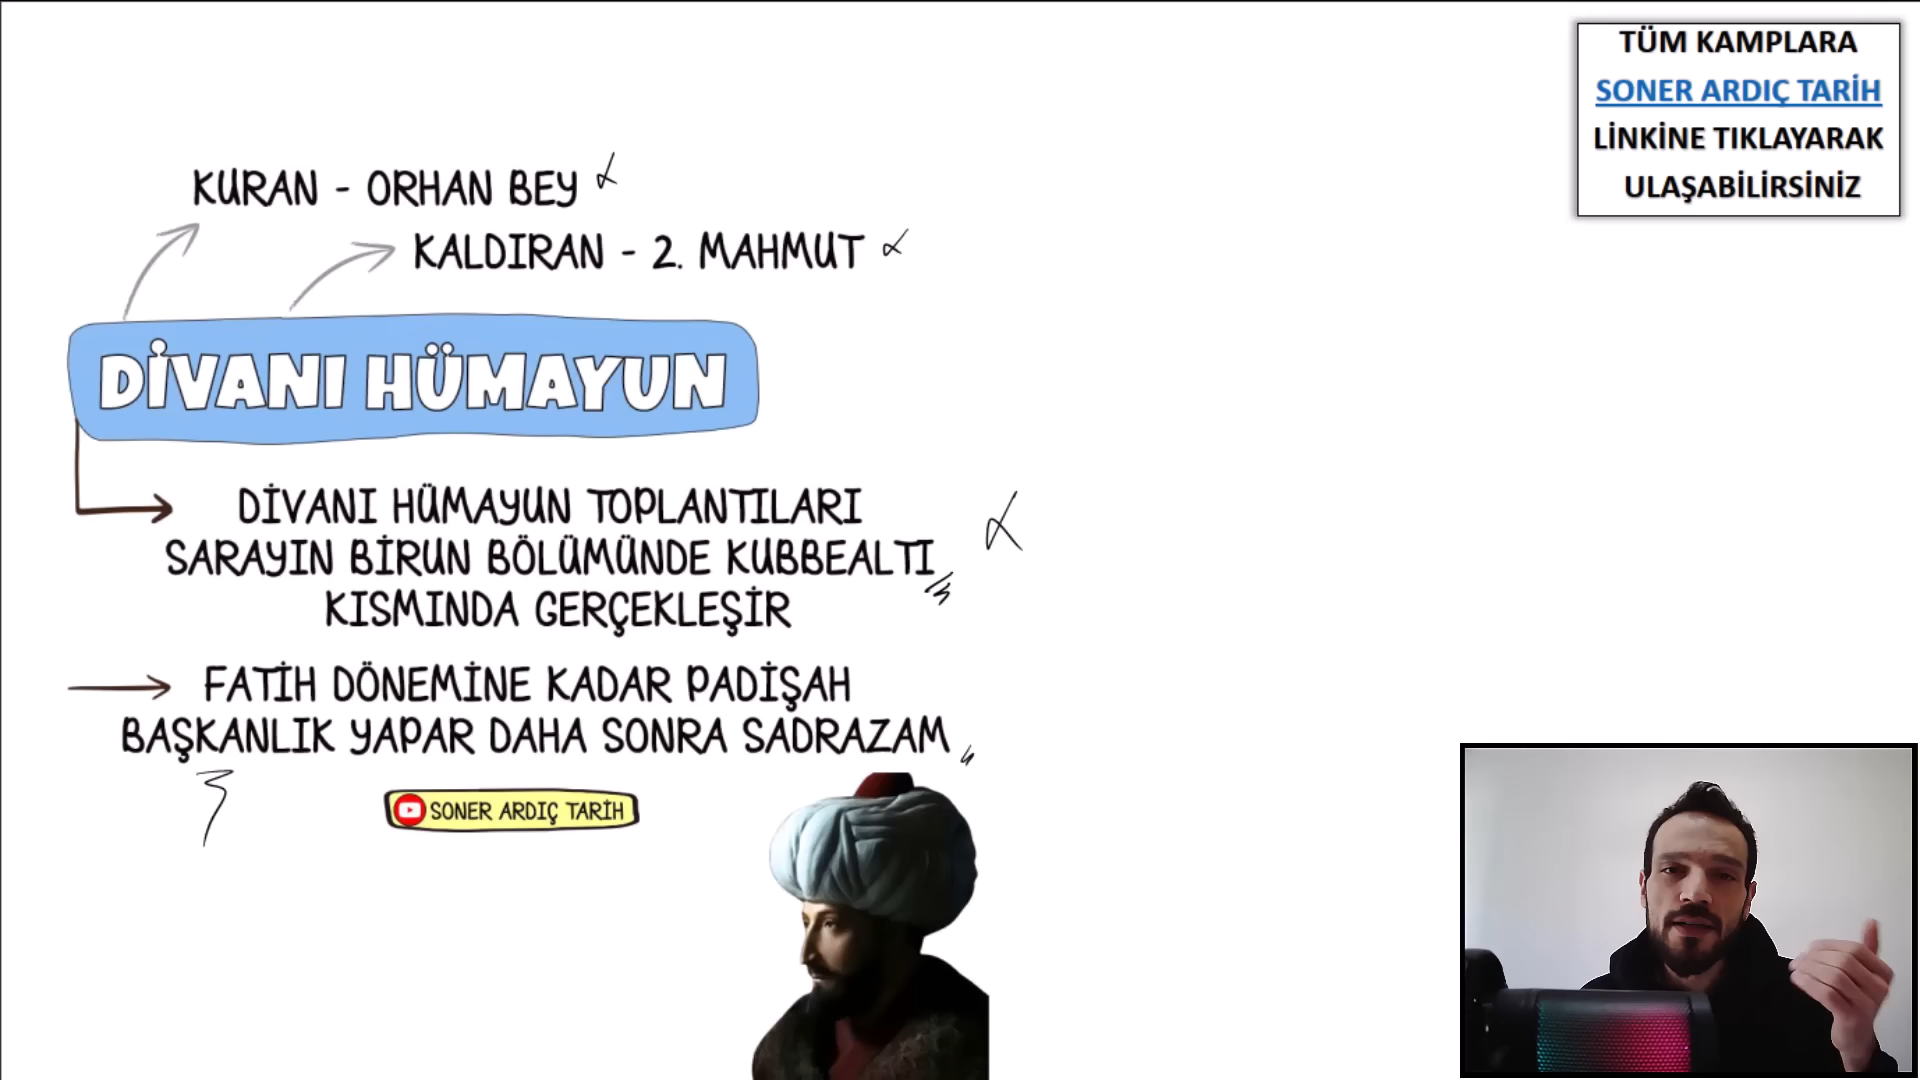 TÜM KAMPLARA
SONER ARDIÇ TARİH
LİNKİNE TIKLAYARAK
ULAŞABİLİRSİNİZ
KURAN - ORHAN BEY
KALDIRAN - 2. MAHMUT
DİVANI HÜMAYUN
DİVANI HÜMAYUN TOPLANTILARI
SARAYIN BİRUN BÖLÜMÜNDE KUBBEALTI
KISMINDA GERÇEKLEŞİR
FATİH DÖNEMİNE KADAR PADİŞAH
BAŞKANLIK YAPAR DAHA SONRA SADRAZAM
SONER ARDIÇ TARİH